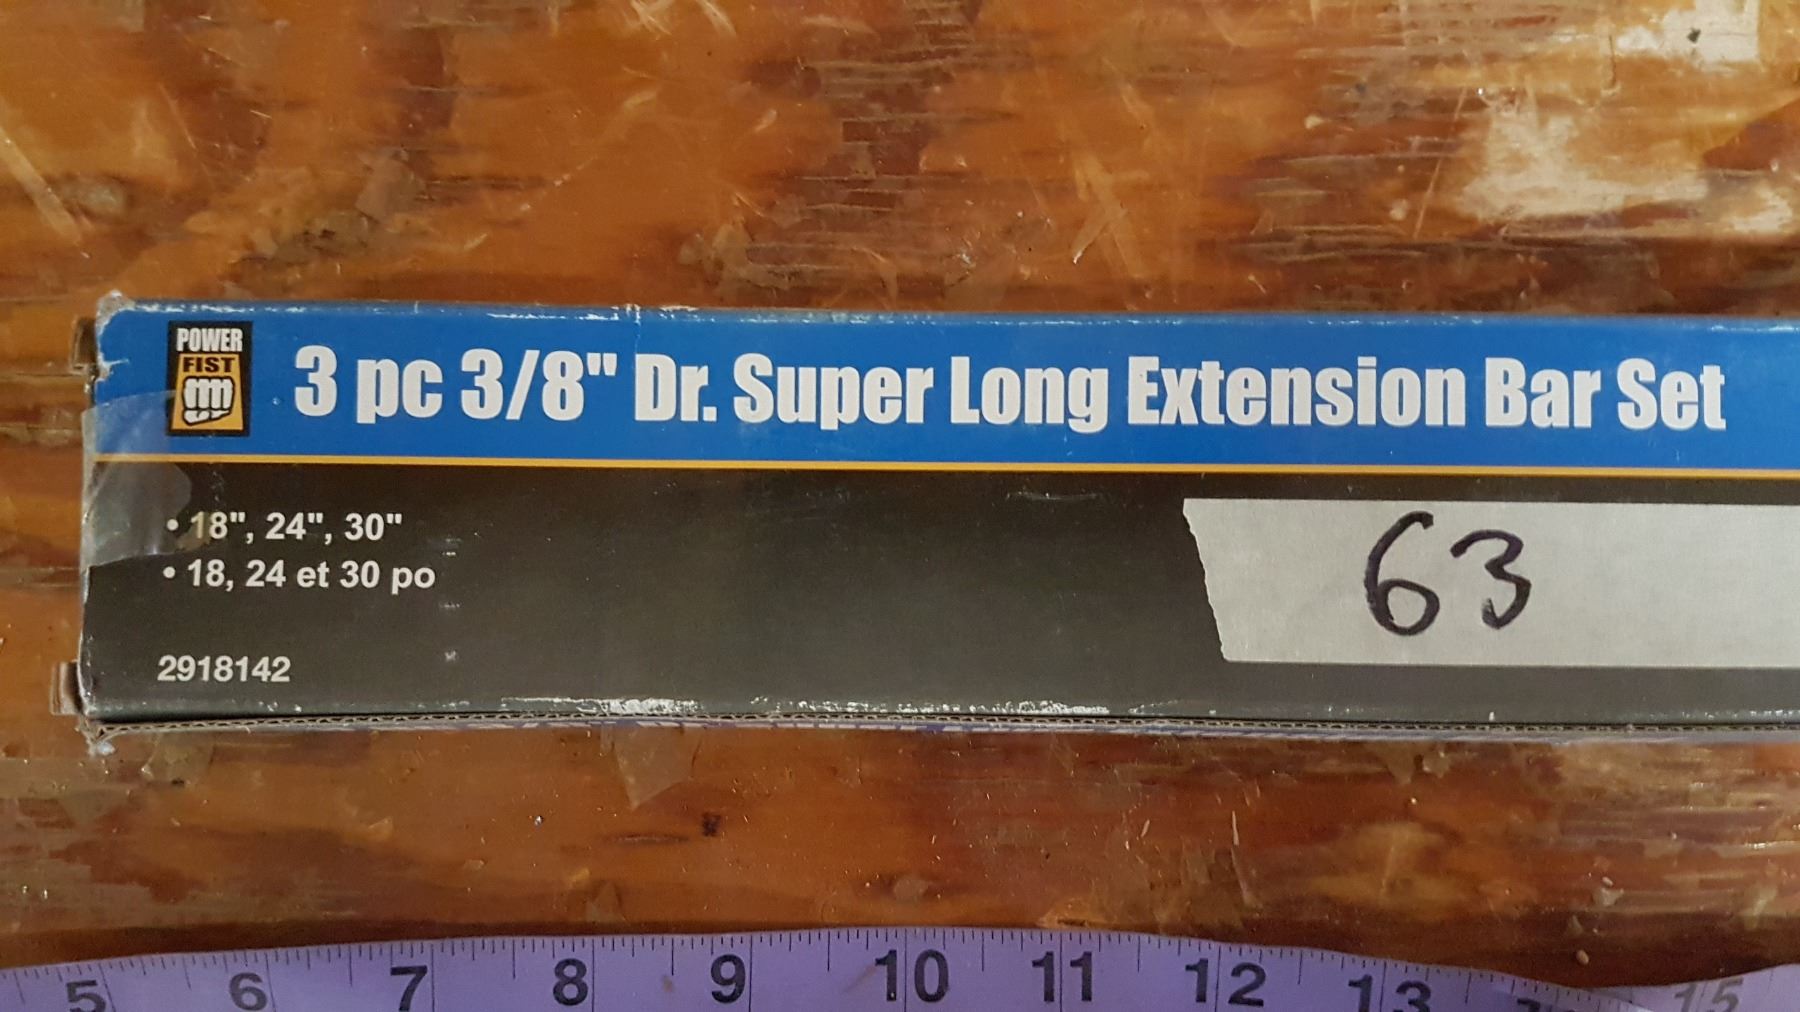 POWER
FIST
3 pc 3/8" Dr. Super Long Extension Bar Set
• 18", 24", 30"
• 18, 24 et 30 po
63
2918142
5 6 7 8 9 10 11 12 13 15